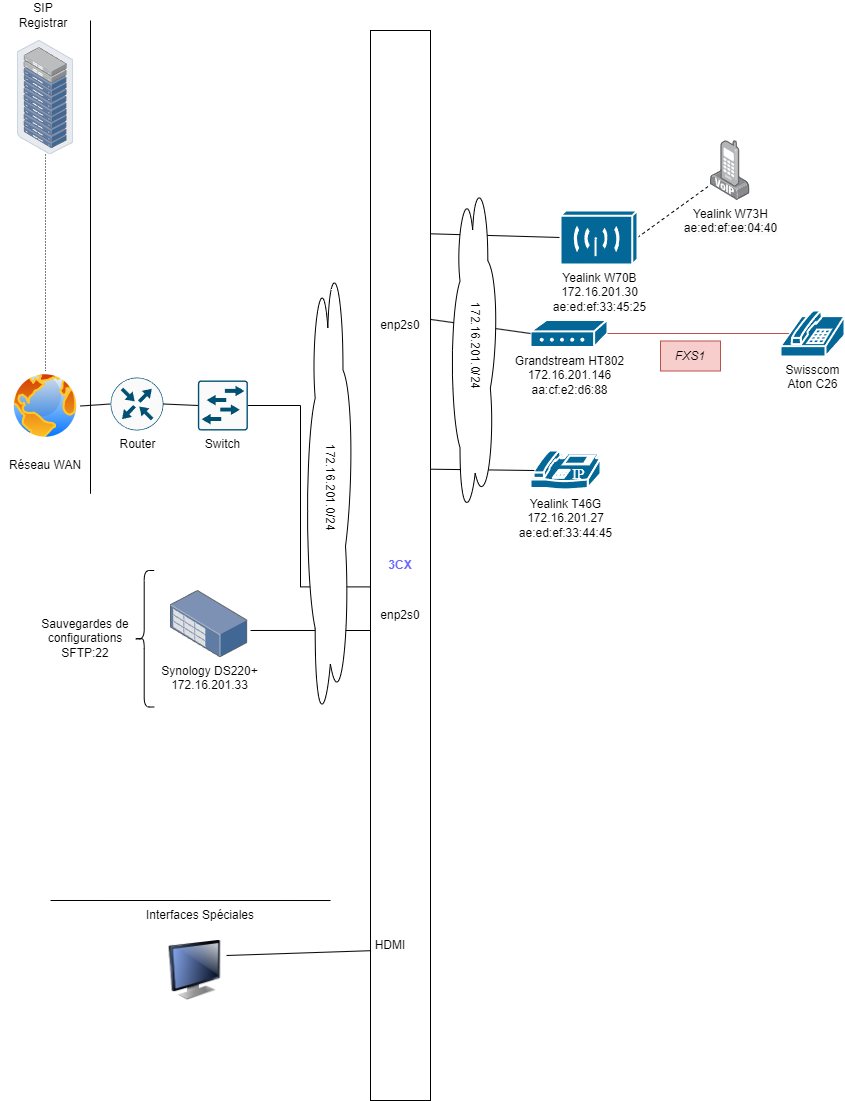 SIP
Registrar
Réseau WAN
Router
Switch
172.16.201.0/24
enp2s0
172.16.201.0/24
VoIP
Yealink W73H
ae:ed:ef:ee:04:40
Yealink W70B
172.16.201.30
ae:ed:ef:33:45:25
Grandstream HT802
172.16.201.146
aa:cf:e2:d6:88
FXS1
Swisscom
Aton C26
IP
Yealink T46G
172.16.201.27
ae:ed:ef:33:44:45
3CX
enp2s0
Sauvegardes de
configurations
SFTP:22
Synology DS220+
172.16.201.33
Interfaces Spéciales
HDMI